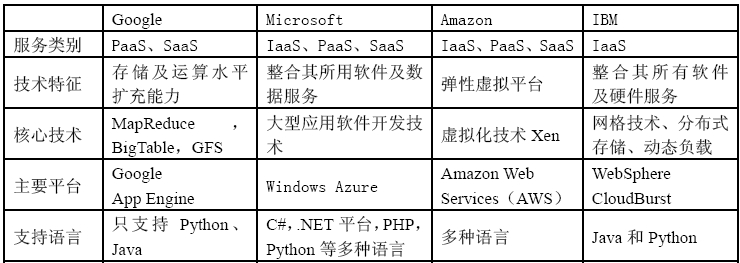 Google Microsoft Amazon IBM
服务类别 PaaS、SaaS IaaS、PaaS、SaaS IaaS、PaaS、SaaS IaaS
技术特征 存储及运算水平扩充能力 整合其所用软件及数据服务 弹性虚拟平台 整合其所有软件及硬件服务
核心技术 MapReduce，BigTable，GFS 大型应用软件开发技术 虚拟化技术 Xen 网格技术、分布式存储、动态负载
主要平台 Google App Engine Windows Azure Amazon Web Services（AWS） WebSphere CloudBurst
支持语言 只支持 Python、Java C#，.NET 平台，PHP，Python 等多种语言 多种语言 Java 和 Python